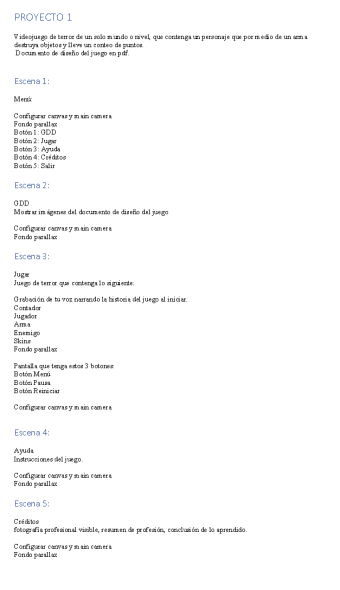 PROYECTO 1
Videojuego de terror de un solo mundo o nivel, que contenga un personaje que por medio de un arma
destruya objetos y lleve un conteo de puntos
Documento de diseño del juego en pdf.
Escena 1:
Menú
Configurar canvas y main camera
Fondo parallax
Botón 1: GDD
Botón 2: Jugar
Botón 3: Ayuda
Botón 4: Créditos
Botón 5: Salir
Escena 2:
GDD
Mostrar imágenes del documento de diseño del juego
Configurar canvas y main camera
Fondo parallax
Escena 3:
Jugar
Juego de terror que contenga lo siguiente:
Grabación de tu voz narrando la historia del juego al iniciar.
Contador
Jugador
Arma
Enemigo
Skins
Fondo parallax
Pantalla que tenga estos 3 botones:
Botón Menú
Botón Pausa
Botón Reiniciar
Configurar canvas y main camera
Escena 4:
Ayuda
Instrucciones del juego.
Configurar canvas y main camera
Fondo parallax
Escena 5:
Créditos
fotografía profesional visible, resumen de profesión, conclusión de lo aprendido.
Configurar canvas y main camera
Fondo parallax